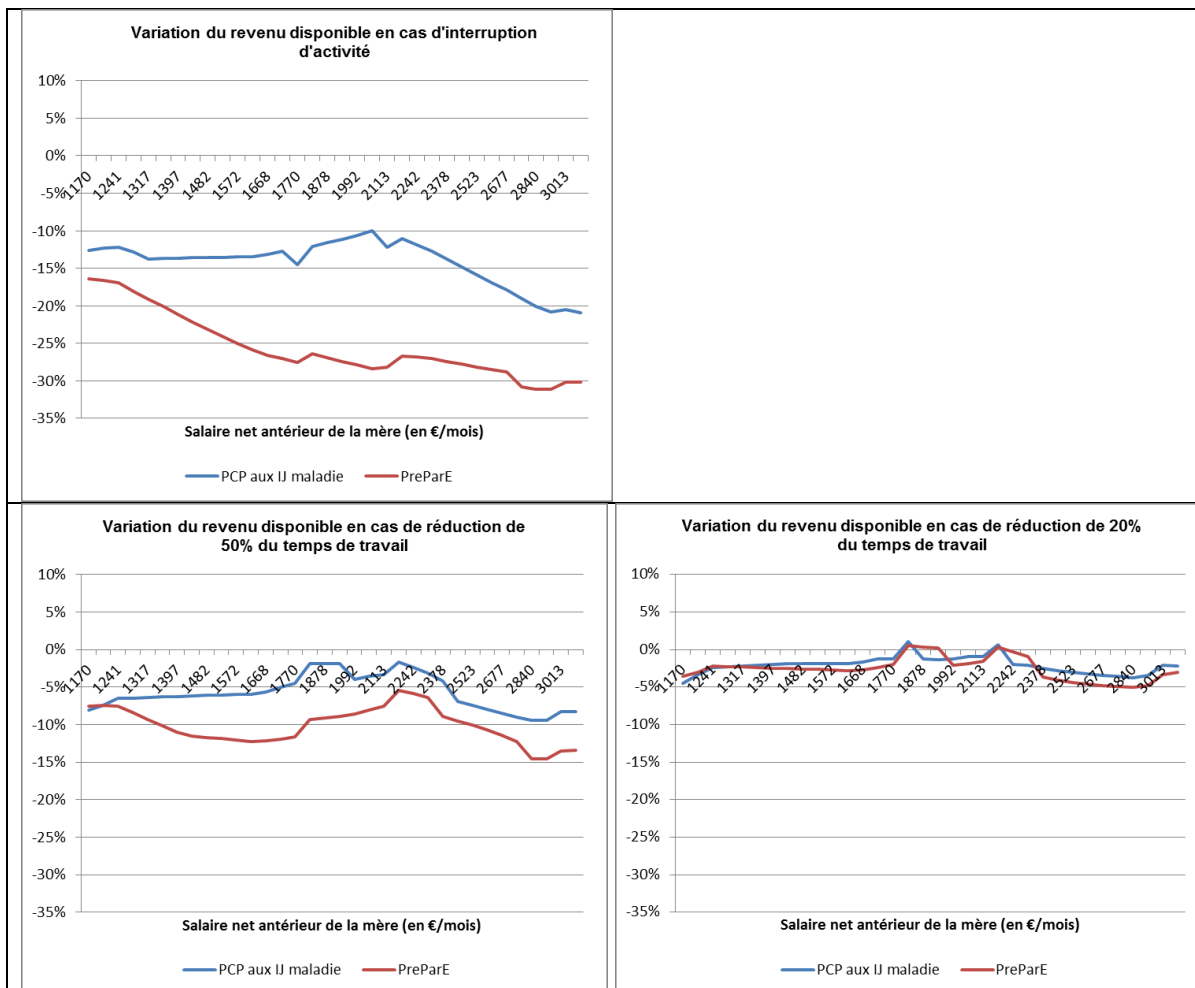 Variation du revenu disponible en cas d'interruption
d'activité
10%
5%
0%
-5%
-10%
-15%
-20%
-25%
-30%
-35%
1170 1241 1317 1397 1482 1572 1668 1770 1878 1992 2113 2242 2378 2523 2677 2840 3013
Salaire net antérieur de la mère (en €/mois)
PCP aux IJ maladie PreParE
Variation du revenu disponible en cas de réduction de
50% du temps de travail
10%
5%
0%
-5%
-10%
-15%
-20%
-25%
-30%
-35%
1170 1241 1317 1397 1482 1572 1668 1770 1878 1992 2113 2242 2378 2523 2677 2840 3013
Salaire net antérieur de la mère (en €/mois)
PCP aux IJ maladie PreParE
Variation du revenu disponible en cas de réduction de 20%
du temps de travail
10%
5%
0%
-5%
-10%
-15%
-20%
-25%
-30%
-35%
1170 1241 1317 1397 1482 1572 1668 1770 1878 1992 2113 2242 2378 2523 2677 2840 3013
Salaire net antérieur de la mère (en €/mois)
PCP aux IJ maladie PreParE